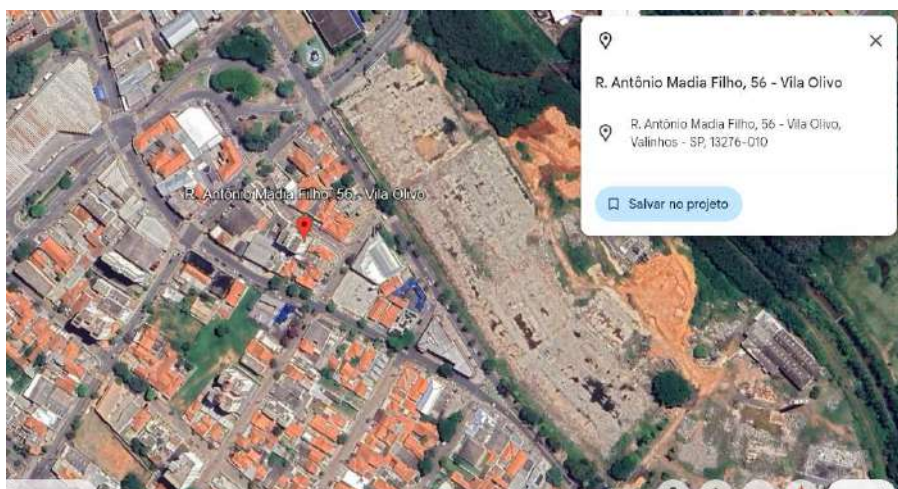 R. Antônio Madia Filho, 56 - Vila Olivo
R. Antônio Madia Filho, 56 - Vila Olivo,
Valinhos - SP, 13276-010
Salvar no projeto
R. Antônio Madia Filho, 56 - Vila Olivo